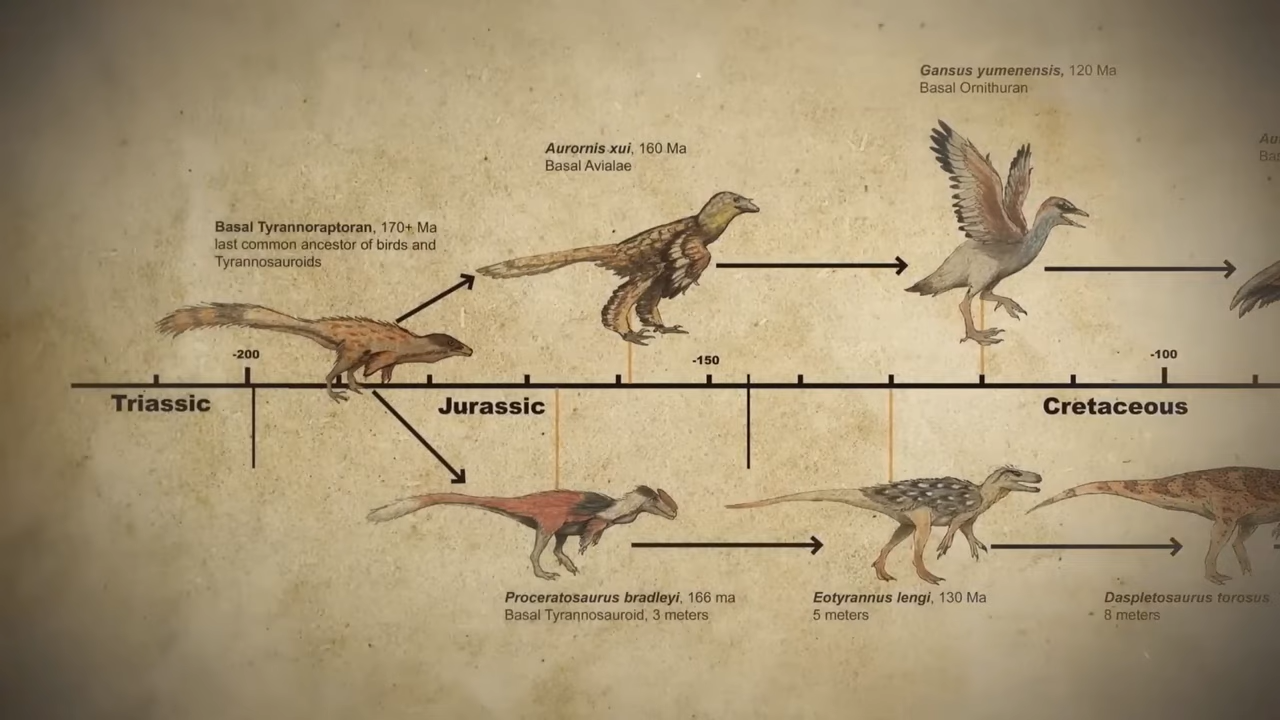 Gansus yumenensis, 120 Ma
Basal Ornithuran
Aurornis xui, 160 Ma
Basal Avialae
Basal Tyrannoraptoran, 170+ Ma
last common ancestor of birds and
Tyrannosauroids
-200
-150
-100
Triassic
Jurassic
Cretaceous
Proceratosaurus bradleyi, 166 ma
Basal Tyrannosauroid, 3 meters
Eotyrannus lengi, 130 Ma
5 meters
Daspletosaurus torosus
8 meters